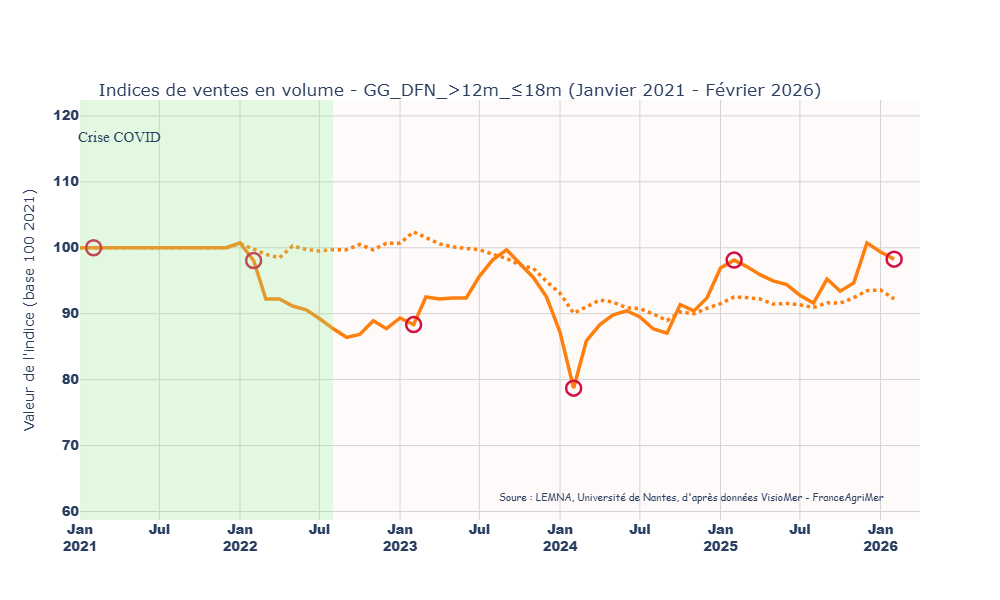 Indices de ventes en volume - GG_DFN_>12m_≤18m (Janvier 2021 - Février 2026)
Valeur de l'indice (base 100 2021)
120
Crise COVID
110
100
90
80
70
60
Soure : LEMNA, Université de Nantes, d'après données VisioMer - FranceAgriMer
Jan Jul Jan Jul Jan Jul Jan Jul Jan Jul Jan
2021 2022 2023 2024 2025 2026